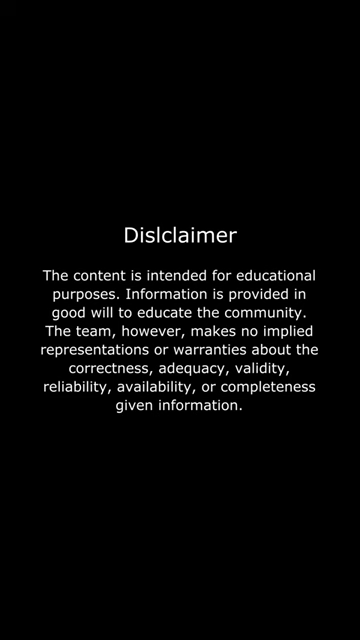 Dislclaimer
The content is intended for educational
purposes. Information is provided in
good will to educate the community.
The team, however, makes no implied
representations or warranties about the
correctness, adequacy, validity,
reliability, availability, or completeness
given information.